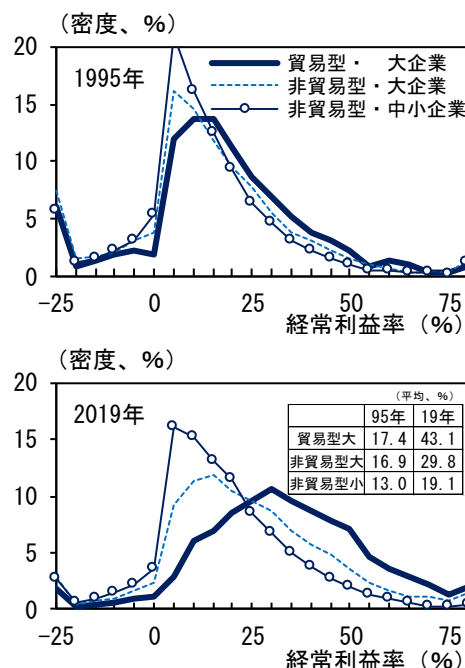 (密度、%)
20
15
10
5
0
1995年
貿易型・　大企業
非貿易型・大企業
非貿易型・中小企業
-25 0 25 50 75
経常利益率(%)
(密度、%)
20
15
10
5
0
2019年
(平均、%)
95年 19年
貿易型大 17.4 43.1
非貿易型大 16.9 29.8
非貿易型小 13.0 19.1
-25 0 25 50 75
経常利益率(%)